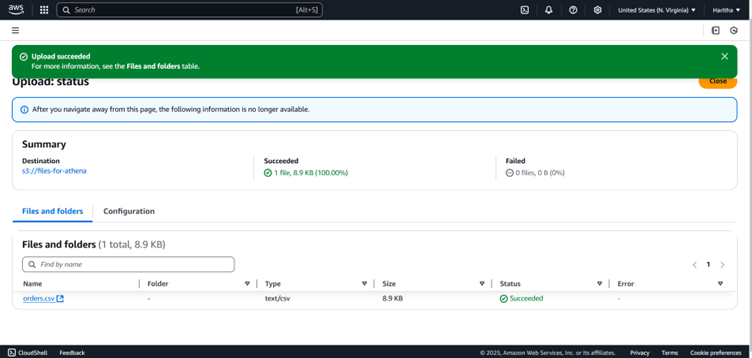 aws Search [Alt+S] United States (N. Virginia) Haritha
Upload succeeded
For more information, see the Files and folders table.
Upload: status Close
After you navigate away from this page, the following information is no longer available.
Summary
Destination Succeeded Failed
s3://files-for-athena 1 file, 8.9 KB (100.00%) 0 files, 0 B (0%)
Files and folders Configuration
Files and folders (1 total, 8.9 KB)
Find by name 1
Name Folder Type Size Status Error
orders.csv - text/csv 8.9 KB Succeeded -
CloudShell Feedback © 2025, Amazon Web Services, Inc. or its affiliates. Privacy Terms Cookie preferences